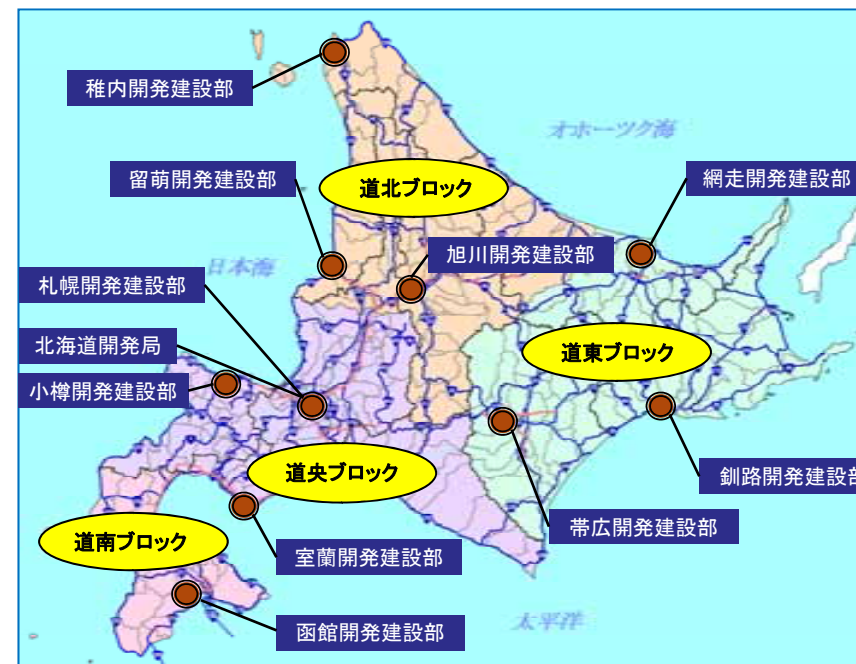 稚内開発建設部
オホーツク海
留萌開発建設部
道北ブロック
網走開発建設部
日本海
旭川開発建設部
札幌開発建設部
北海道開発局
道東ブロック
小樽開発建設部
道央ブロック
釧路開発建設部
帯広開発建設部
道南ブロック
室蘭開発建設部
太平洋
函館開発建設部